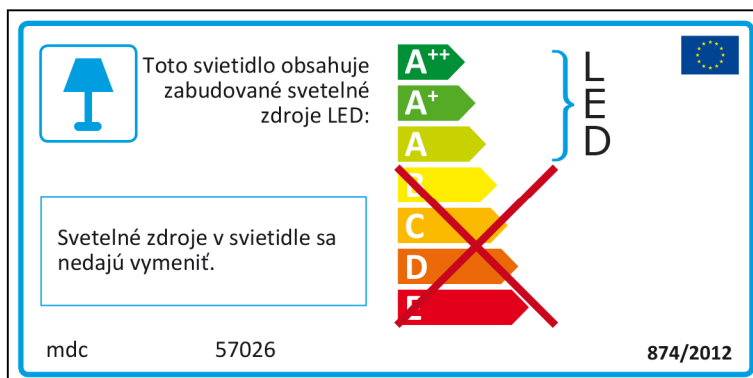 Toto svietidlo obsahuje
zabudované svetelné
zdroje LED:
A++
A+
A
B
C
D
E
L
E
D
Svetelné zdroje v svietidle sa
nedajú vymeniť.
mdc 57026
874/2012